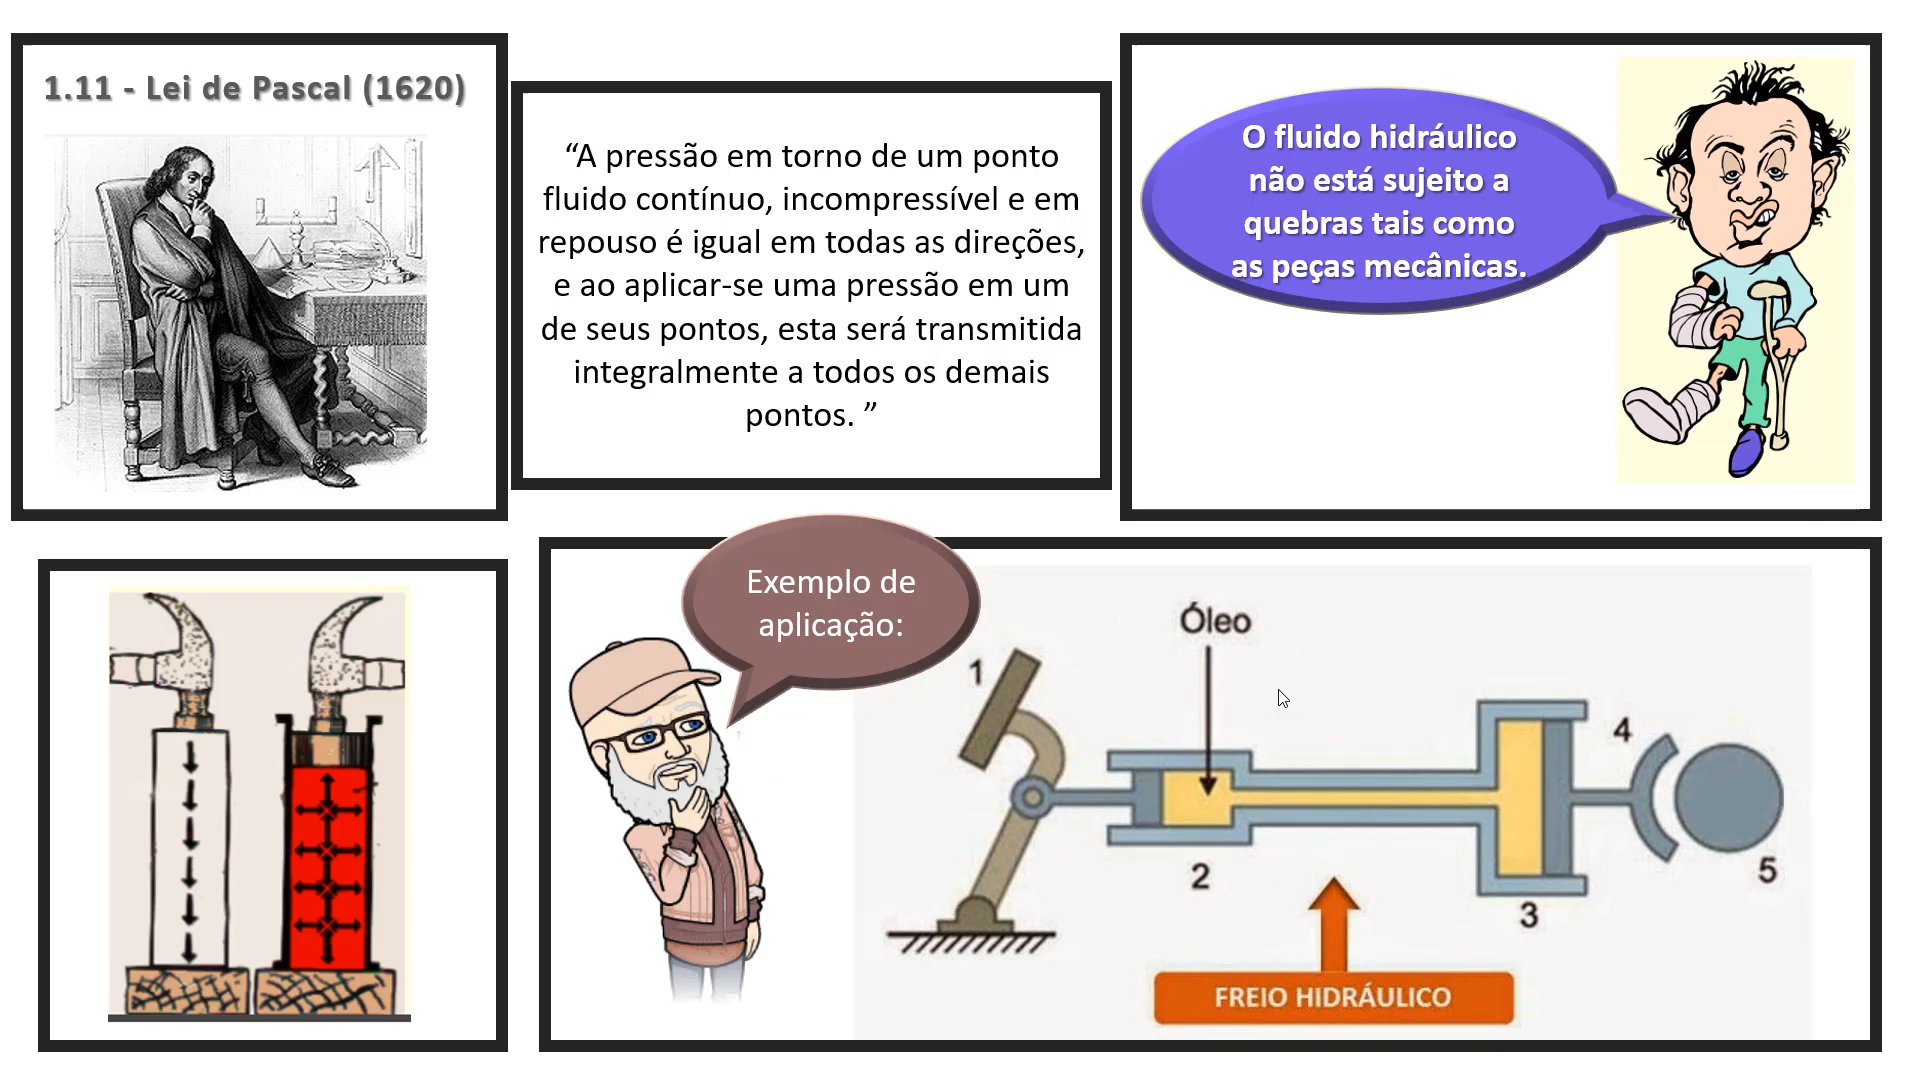 1.11 - Lei de Pascal (1620)
“A pressão em torno de um ponto
fluido contínuo, incompressível e em
repouso é igual em todas as direções,
e ao aplicar-se uma pressão em um
de seus pontos, esta será transmitida
integralmente a todos os demais
pontos. ”
O fluido hidráulico
não está sujeito a
quebras tais como
as peças mecânicas.
Exemplo de
aplicação:
Óleo
1
2
3
4
5
FREIO HIDRÁULICO